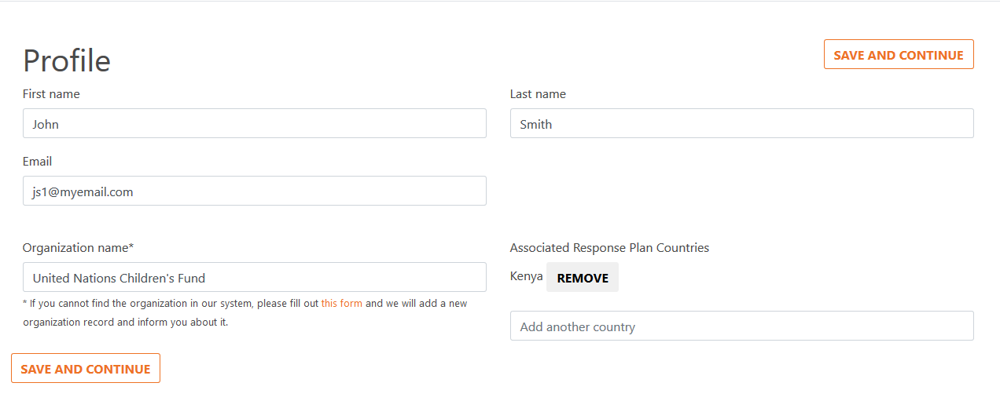 Profile
SAVE AND CONTINUE
First name
Last name
John
Smith
Email
js1@myemail.com
Organization name*
Associated Response Plan Countries
United Nations Children's Fund
Kenya REMOVE
* If you cannot find the organization in our system, please fill out this form and we will add a new
organization record and inform you about it.
Add another country
SAVE AND CONTINUE